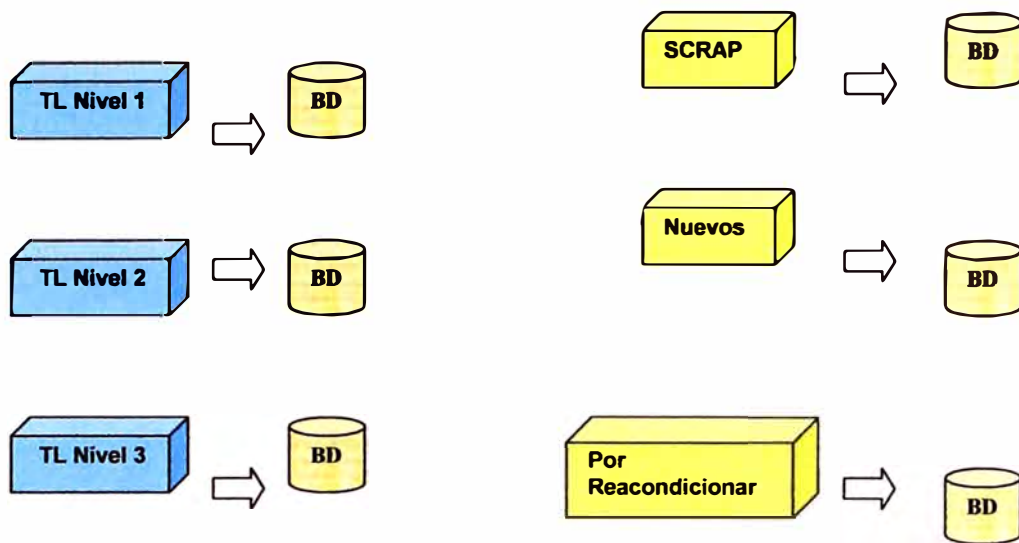 TL Nivel 1
BD
TL Nivel 2
BD
TL Nivel 3
BD
SCRAP
BD
Nuevos
BD
Por
Reacondicionar
BD